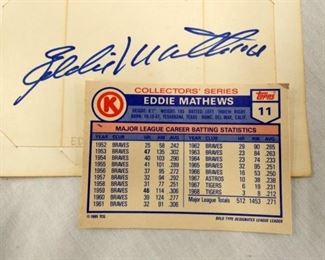 Eddie Mathews
COLLECTORS' SERIES
EDDIE MATHEWS
K
Topps
11
MAJOR LEAGUE CAREER BATTING STATISTICS
YEAR CLUB HR RBI AVG. YEAR CLUB HR RBI AVG.
1952 BRAVES 25 58 .242 1962 BRAVES 29 90 .265
1953 BRAVES 47 135 .302 1963 BRAVES 23 84 .263
1954 BRAVES 40 103 .290 1964 BRAVES 23 74 .233
1955 BRAVES 41 101 .289 1965 BRAVES 32 95 .251
1956 BRAVES 37 95 .272 1966 BRAVES 16 53 .250
1957 BRAVES 32 94 .292 1967 ASTROS 10 38 .238
1958 BRAVES 31 77 .251 1967 TIGERS 6 19 .231
1959 BRAVES 46 114 .306 1968 TIGERS 3 8 .212
1960 BRAVES 39 124 .277 Major League Totals 512 1453 .271
1961 BRAVES 32 91 .306
BOLD TYPE DESIGNATES LEAGUE LEADER